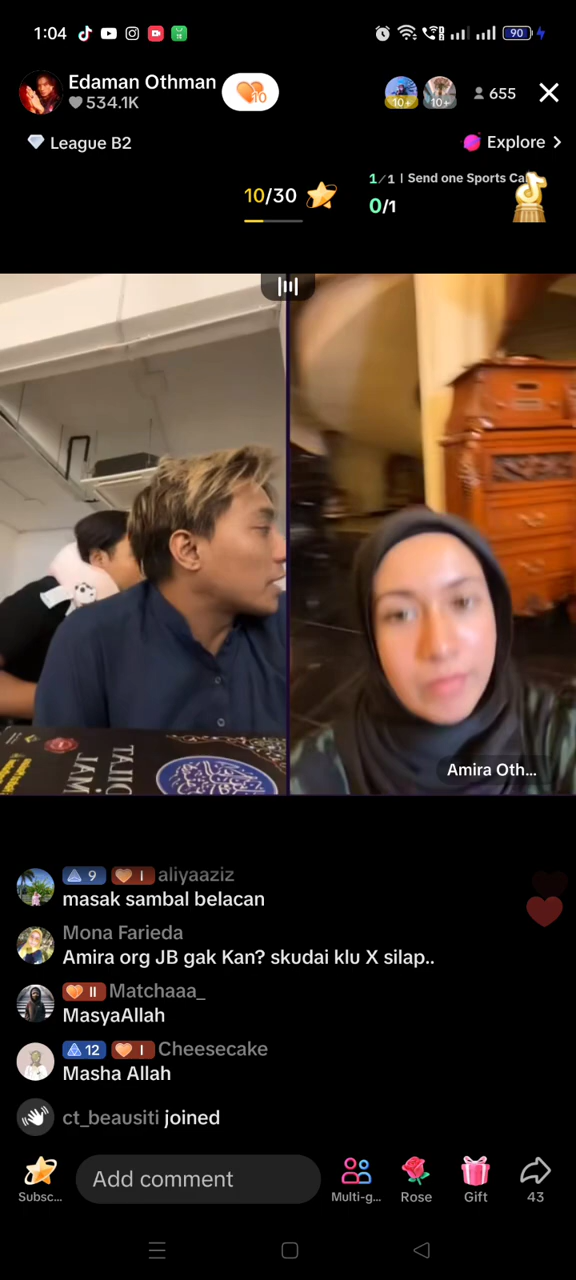 1:04
90
Edaman Othman
534.1K
10
10+
10+
655
League B2
Explore
10/30
1/1 | Send one Sports Ca
0/1
TAJC
JAM
Amira Oth...
9 I aliyaaziz
masak sambal belacan
Mona Farieda
Amira org JB gak Kan? skudai klu X silap..
II Matchaaa_
MasyaAllah
12 I Cheesecake
Masha Allah
ct_beausiti joined
Subsc...
Add comment
Multi-g...
Rose
Gift
43